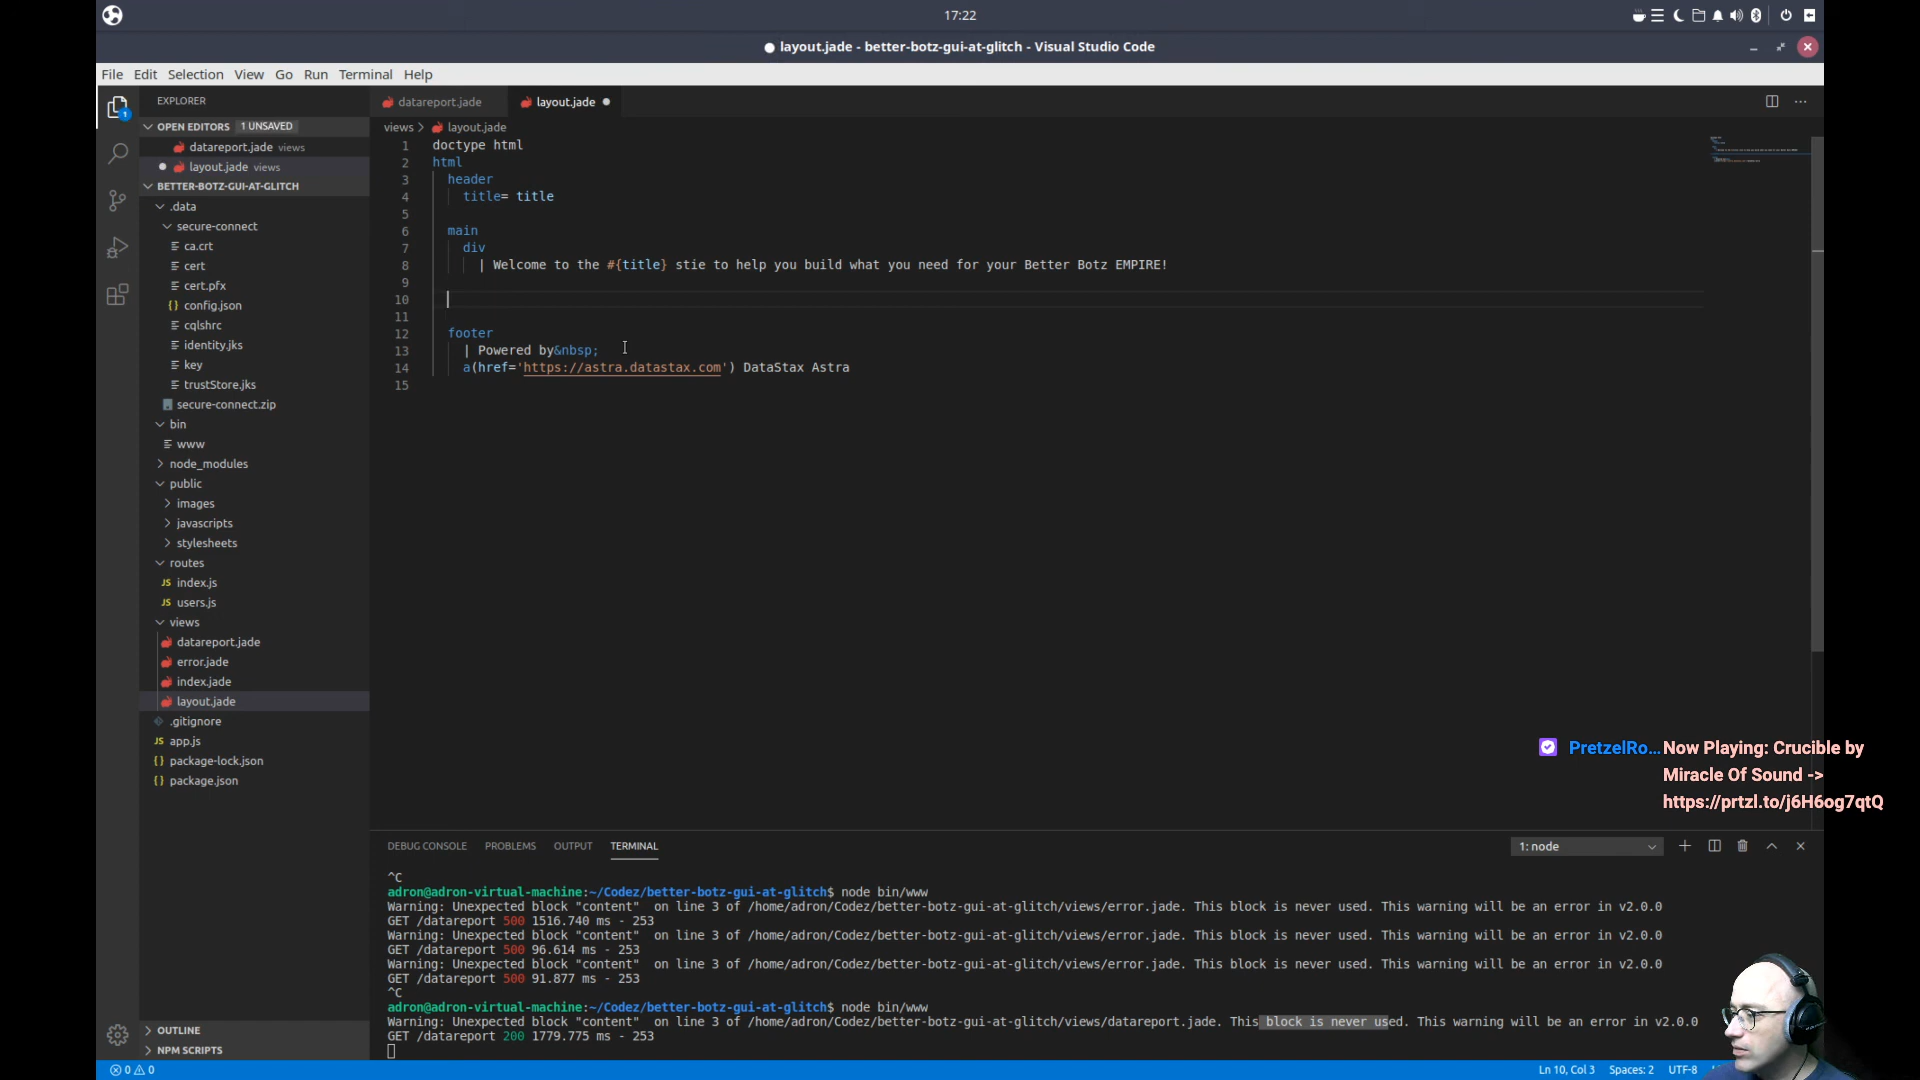 17:22
layout.jade - better-botz-gui-at-glitch - Visual Studio Code
File Edit Selection View Go Run Terminal Help
EXPLORER
OPEN EDITORS 1 UNSAVED
datareport.jade views
layout.jade views
BETTER-BOTZ-GUI-AT-GLITCH
.data
secure-connect
ca.crt
cert
cert.pfx
config.json
cqlshrc
identity.jks
key
trustStore.jks
secure-connect.zip
bin
www
node_modules
public
images
javascripts
stylesheets
routes
JS index.js
JS users.js
views
datareport.jade
error.jade
index.jade
layout.jade
.gitignore
JS app.js
package-lock.json
package.json
OUTLINE
NPM SCRIPTS
datareport.jade layout.jade
views > layout.jade
1 doctype html
2 html
3 header
4 title= title
5
6 main
7 div
8 | Welcome to the #{title} stie to help you build what you need for your Better Botz EMPIRE!
9
10
11
12 footer
13 | Powered by&nbsp;
14 a(href='https://astra.datastax.com') DataStax Astra
15
PretzelRo… Now Playing: Crucible by
Miracle Of Sound ->
https://prtzl.to/j6H6og7qtQ
DEBUG CONSOLE PROBLEMS OUTPUT TERMINAL 1: node
^C
adron@adron-virtual-machine:~/Codez/better-botz-gui-at-glitch$ node bin/www
Warning: Unexpected block "content" on line 3 of /home/adron/Codez/better-botz-gui-at-glitch/views/error.jade. This block is never used. This warning will be an error in v2.0.0
GET /datareport 500 1516.740 ms - 253
Warning: Unexpected block "content" on line 3 of /home/adron/Codez/better-botz-gui-at-glitch/views/error.jade. This block is never used. This warning will be an error in v2.0.0
GET /datareport 500 96.614 ms - 253
Warning: Unexpected block "content" on line 3 of /home/adron/Codez/better-botz-gui-at-glitch/views/error.jade. This block is never used. This warning will be an error in v2.0.0
GET /datareport 500 91.877 ms - 253
^C
adron@adron-virtual-machine:~/Codez/better-botz-gui-at-glitch$ node bin/www
Warning: Unexpected block "content" on line 3 of /home/adron/Codez/better-botz-gui-at-glitch/views/datareport.jade. This block is never used. This warning will be an error in v2.0.0
GET /datareport 200 1779.775 ms - 253
0 0 Ln 10, Col 3 Spaces: 2 UTF-8